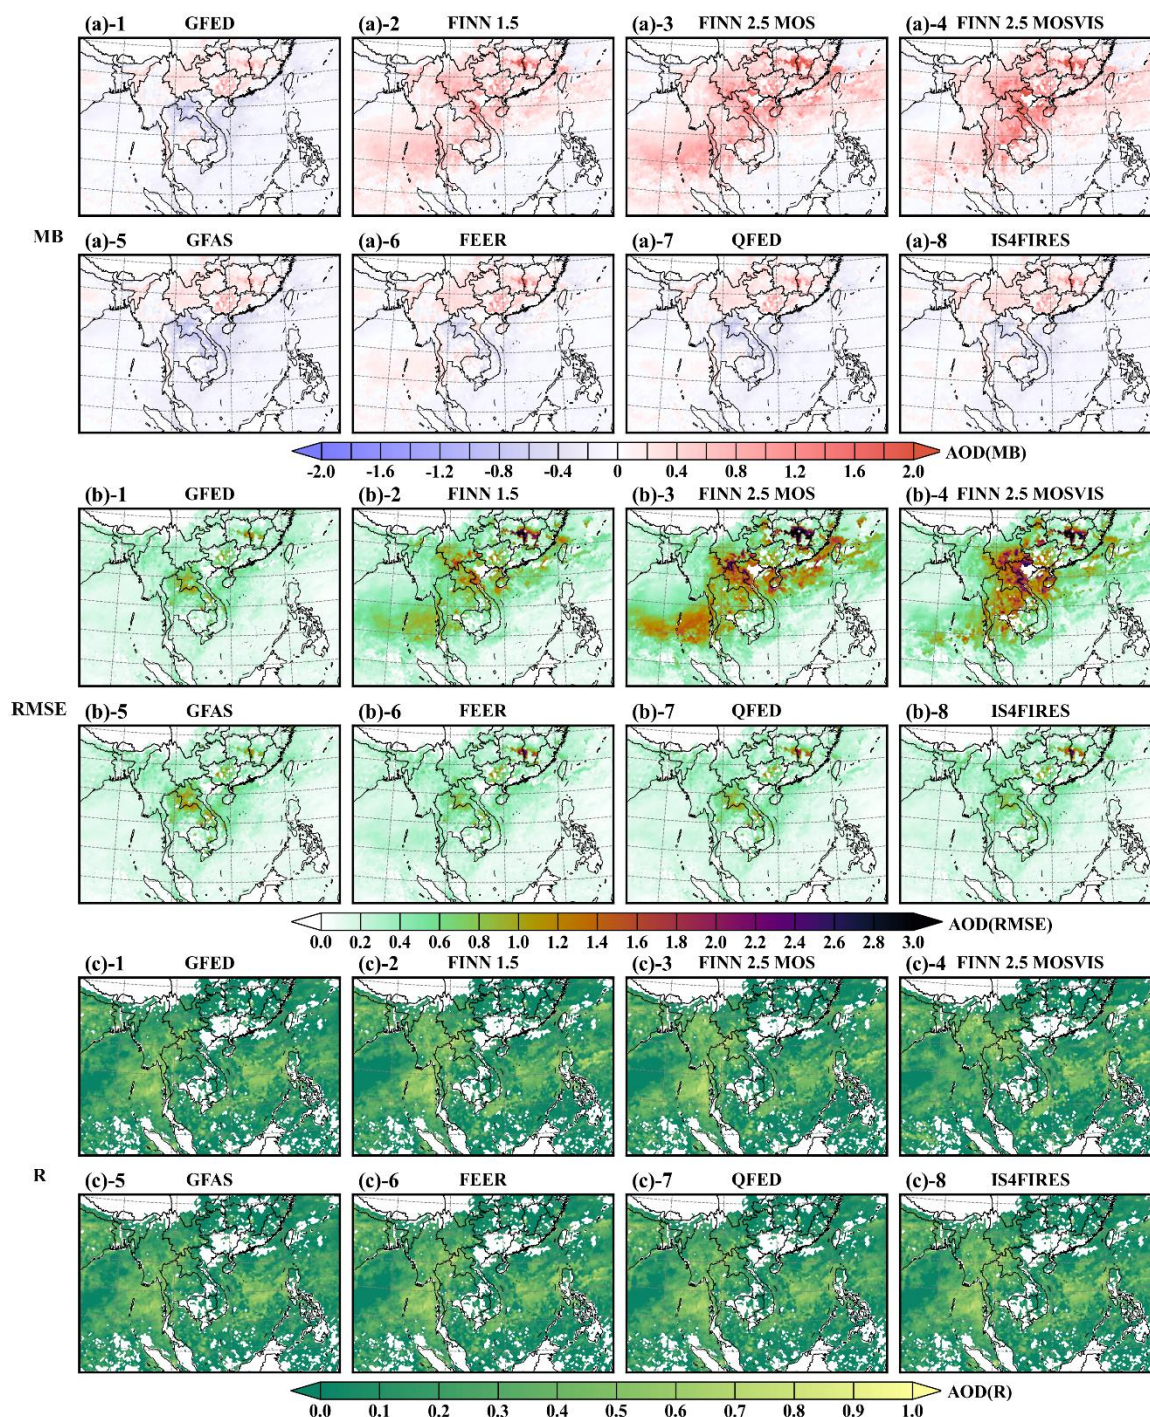 (a)-1 GFED (a)-2 FINN 1.5 (a)-3 FINN 2.5 MOS (a)-4 FINN 2.5 MOSVIS
MB
(a)-5 GFAS (a)-6 FEER (a)-7 QFED (a)-8 IS4FIRES
AOD(MB)
-2.0 -1.6 -1.2 -0.8 -0.4 0 0.4 0.8 1.2 1.6 2.0
(b)-1 GFED (b)-2 FINN 1.5 (b)-3 FINN 2.5 MOS (b)-4 FINN 2.5 MOSVIS
RMSE
(b)-5 GFAS (b)-6 FEER (b)-7 QFED (b)-8 IS4FIRES
AOD(RMSE)
0.0 0.2 0.4 0.6 0.8 1.0 1.2 1.4 1.6 1.8 2.0 2.2 2.4 2.6 2.8 3.0
(c)-1 GFED (c)-2 FINN 1.5 (c)-3 FINN 2.5 MOS (c)-4 FINN 2.5 MOSVIS
R
(c)-5 GFAS (c)-6 FEER (c)-7 QFED (c)-8 IS4FIRES
AOD(R)
0.0 0.1 0.2 0.3 0.4 0.5 0.6 0.7 0.8 0.9 1.0